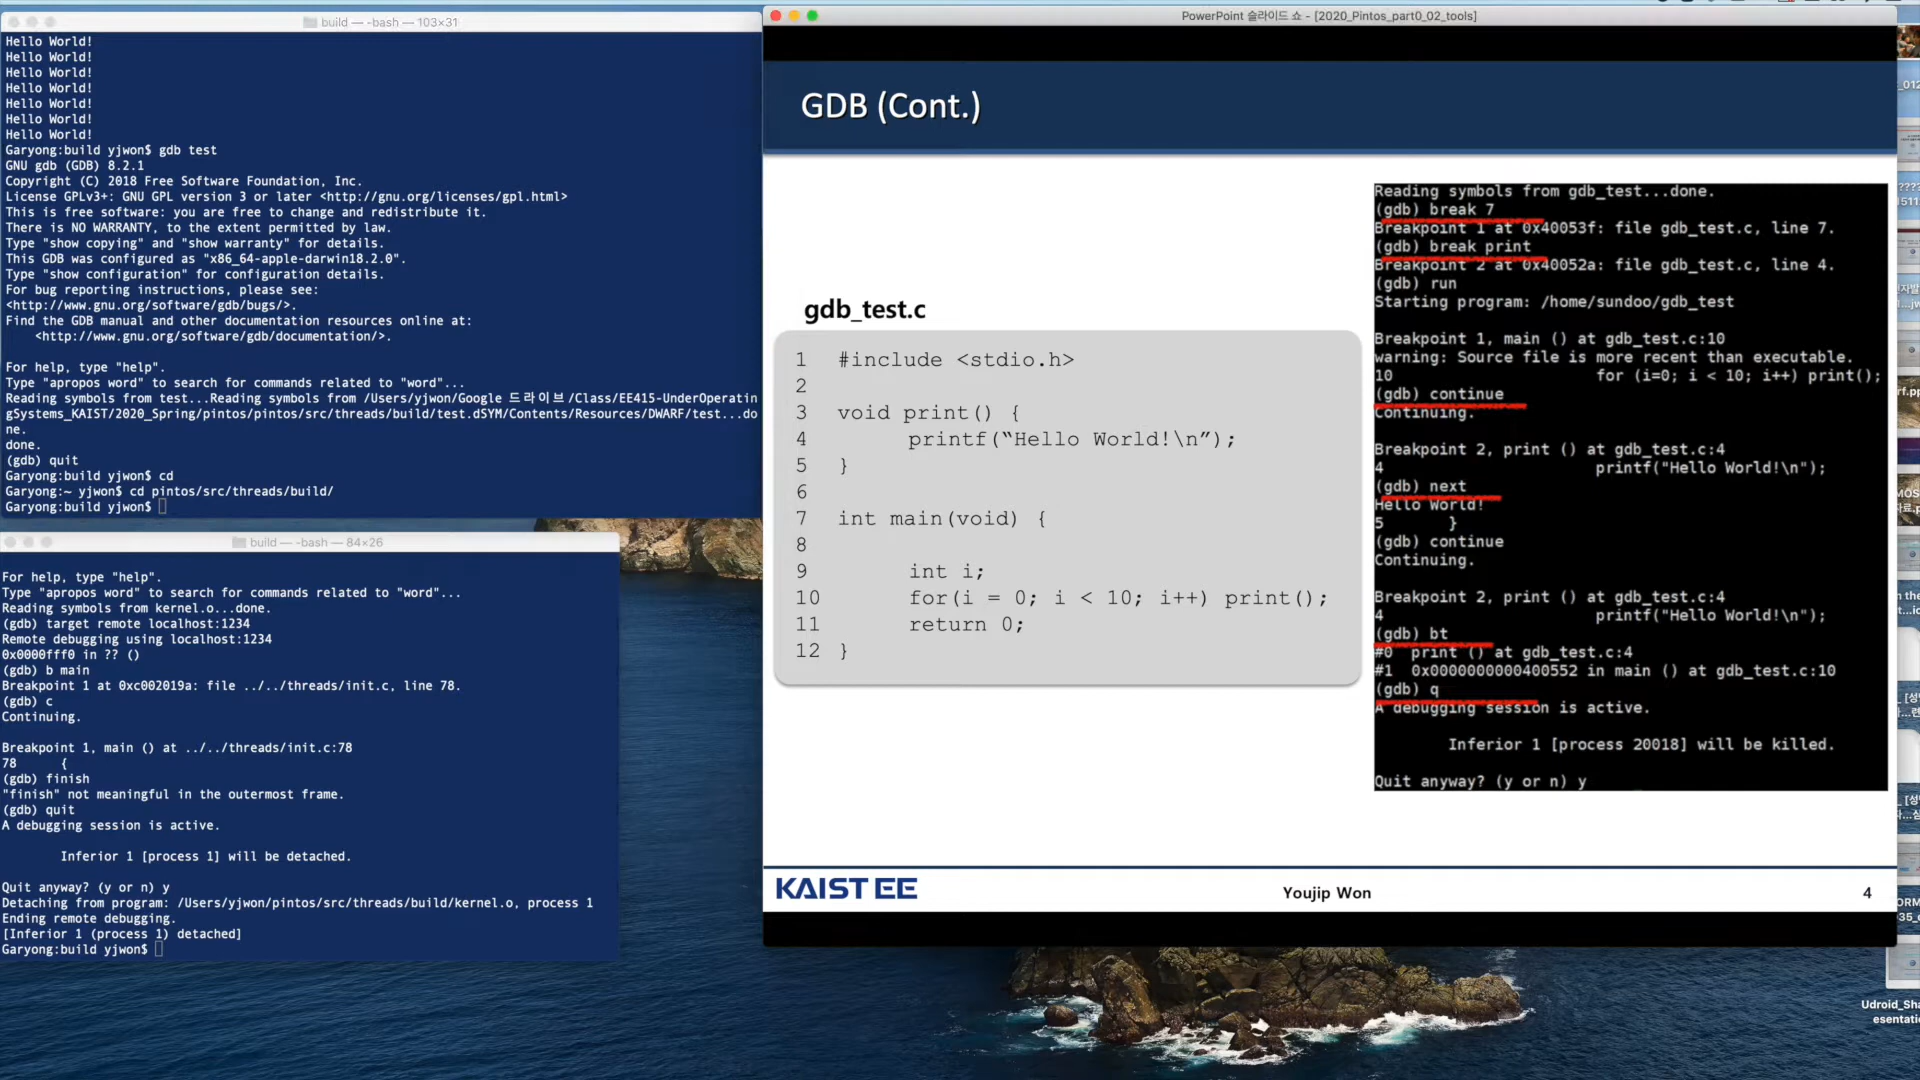 build — -bash — 103×31
Hello World!
Hello World!
Hello World!
Hello World!
Hello World!
Hello World!
Hello World!
Garyong:build yjwon$ gdb test
GNU gdb (GDB) 8.2.1
Copyright (C) 2018 Free Software Foundation, Inc.
License GPLv3+: GNU GPL version 3 or later <http://gnu.org/licenses/gpl.html>
This is free software: you are free to change and redistribute it.
There is NO WARRANTY, to the extent permitted by law.
Type "show copying" and "show warranty" for details.
This GDB was configured as "x86_64-apple-darwin18.2.0".
Type "show configuration" for configuration details.
For bug reporting instructions, please see:
<http://www.gnu.org/software/gdb/bugs/>.
Find the GDB manual and other documentation resources online at:
<http://www.gnu.org/software/gdb/documentation/>.
For help, type "help".
Type "apropos word" to search for commands related to "word"...
Reading symbols from test...Reading symbols from /Users/yjwon/Google 드라이브/Class/EE415-UnderOperatin
gSystems_KAIST/2020_Spring/pintos/pintos/src/threads/build/test.dSYM/Contents/Resources/DWARF/test...do
ne.
done.
(gdb) quit
Garyong:build yjwon$ cd
Garyong:~ yjwon$ cd pintos/src/threads/build/
Garyong:build yjwon$
build — -bash — 84×26
For help, type "help".
Type "apropos word" to search for commands related to "word"...
Reading symbols from kernel.o...done.
(gdb) target remote localhost:1234
Remote debugging using localhost:1234
0x0000fff0 in ?? ()
(gdb) b main
Breakpoint 1 at 0xc002019a: file ../../threads/init.c, line 78.
(gdb) c
Continuing.
Breakpoint 1, main () at ../../threads/init.c:78
78 {
(gdb) finish
"finish" not meaningful in the outermost frame.
(gdb) quit
A debugging session is active.
Inferior 1 [process 1] will be detached.
Quit anyway? (y or n) y
Detaching from program: /Users/yjwon/pintos/src/threads/build/kernel.o, process 1
Ending remote debugging.
[Inferior 1 (process 1) detached]
Garyong:build yjwon$
PowerPoint 슬라이드 쇼 - [2020_Pintos_part0_02_tools]
GDB (Cont.)
gdb_test.c
1 #include <stdio.h>
2
3 void print() {
4 printf(“Hello World!\n”);
5 }
6
7 int main(void) {
8
9 int i;
10 for(i = 0; i < 10; i++) print();
11 return 0;
12 }
Reading symbols from gdb_test...done.
(gdb) break 7
Breakpoint 1 at 0x40053f: file gdb_test.c, line 7.
(gdb) break print
Breakpoint 2 at 0x40052a: file gdb_test.c, line 4.
(gdb) run
Starting program: /home/sundoo/gdb_test
Breakpoint 1, main () at gdb_test.c:10
warning: Source file is more recent than executable.
10 for (i=0; i < 10; i++) print();
(gdb) continue
Continuing.
Breakpoint 2, print () at gdb_test.c:4
4 printf("Hello World!\n");
(gdb) next
Hello World!
5 }
(gdb) continue
Continuing.
Breakpoint 2, print () at gdb_test.c:4
4 printf("Hello World!\n");
(gdb) bt
#0 print () at gdb_test.c:4
#1 0x0000000000400552 in main () at gdb_test.c:10
(gdb) q
A debugging session is active.
Inferior 1 [process 20018] will be killed.
Quit anyway? (y or n) y
KAIST EE
Youjip Won
4
Udroid_Sha
esentati